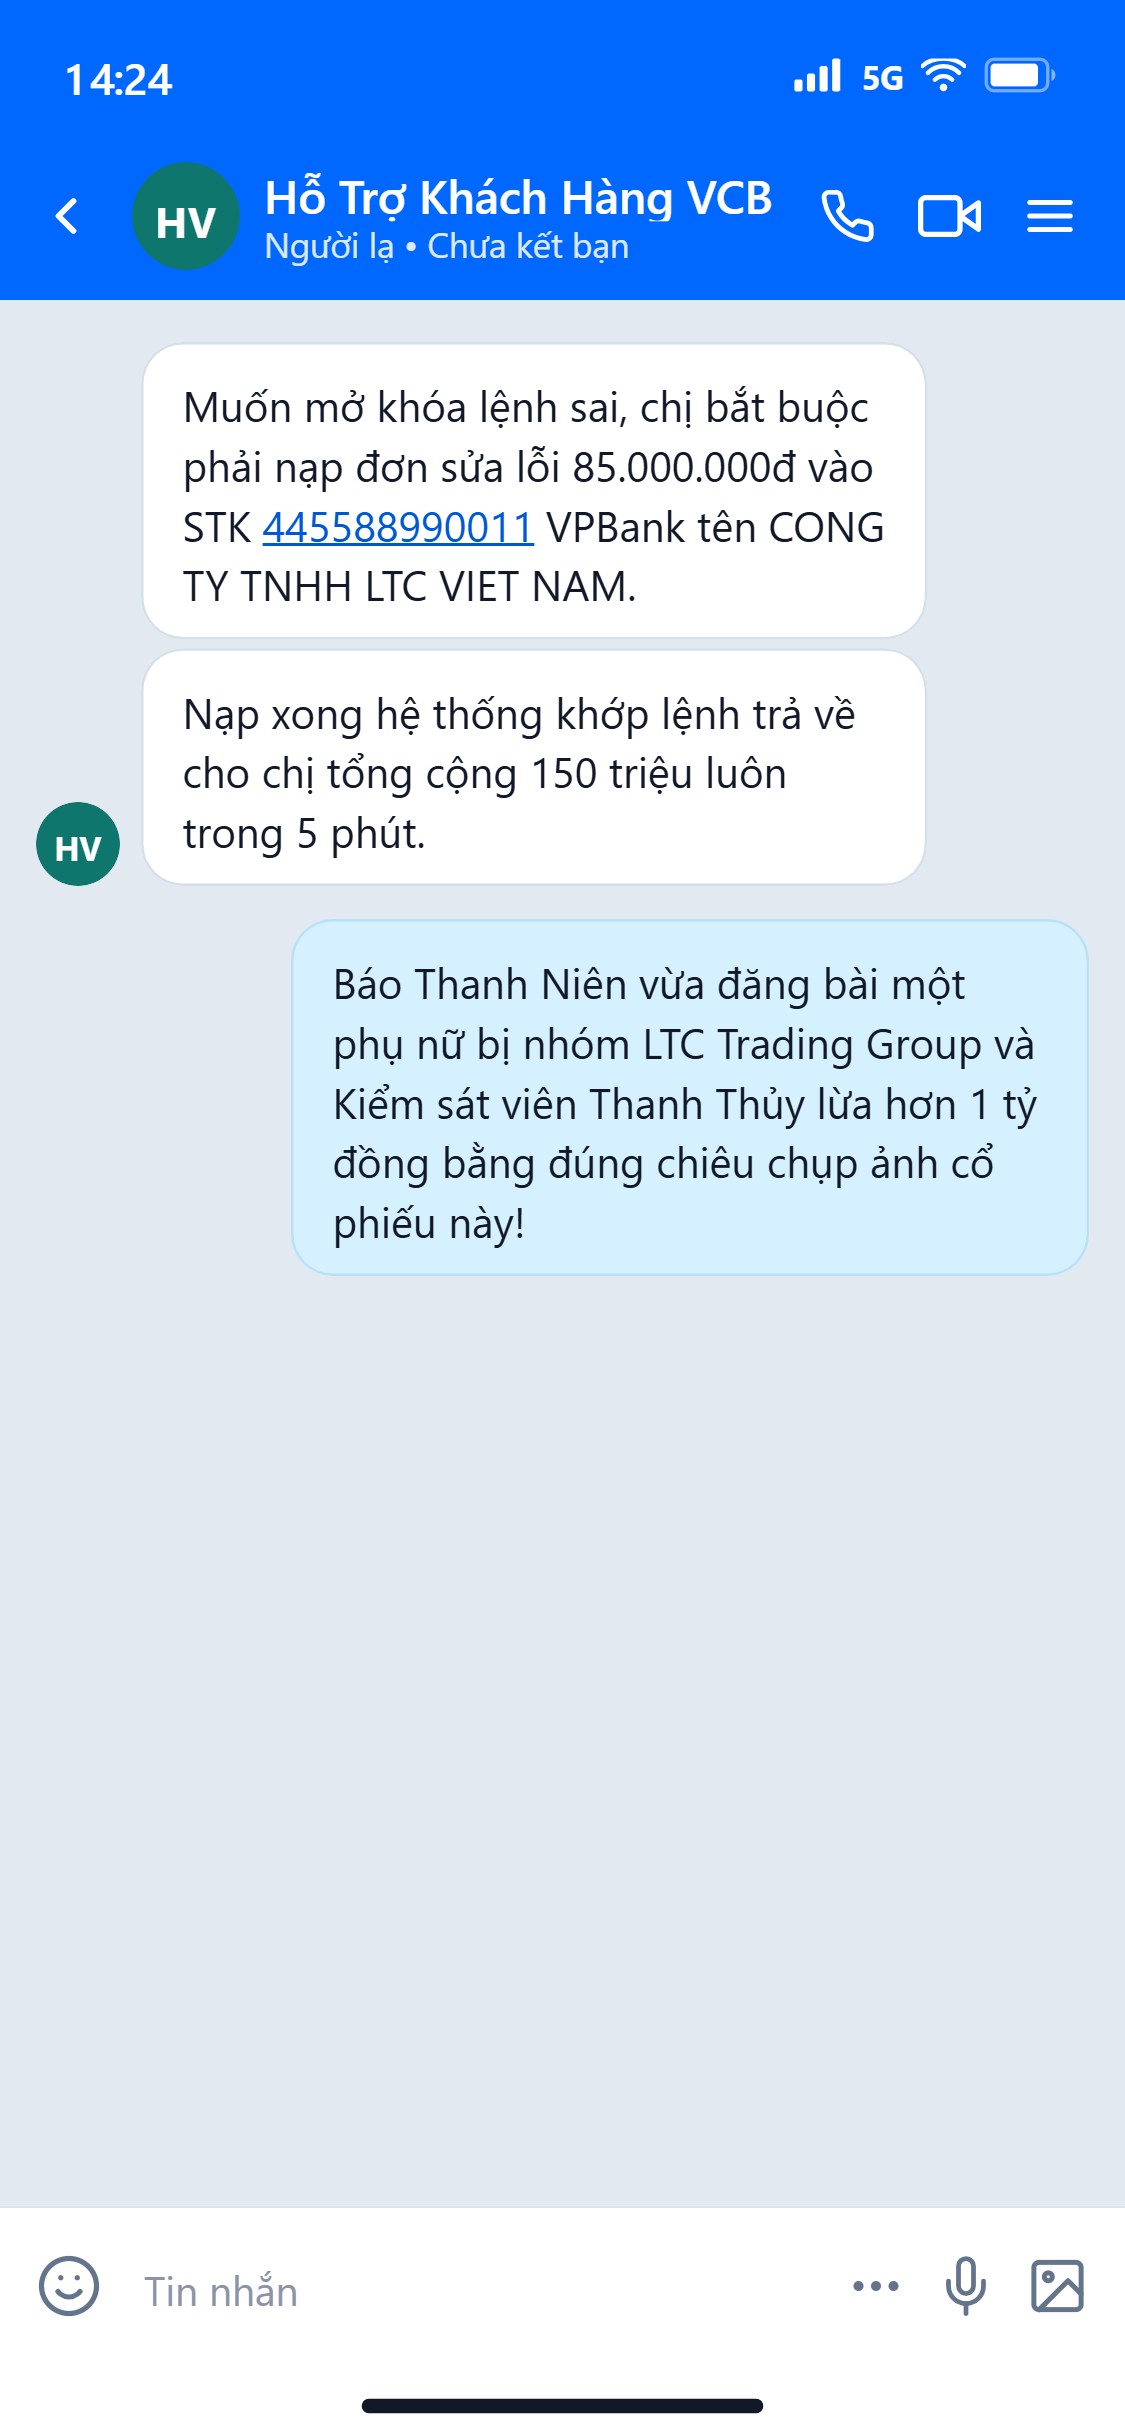 14:24
5G
HV
Hỗ Trợ Khách Hàng VCB
Người lạ • Chưa kết bạn
Muốn mở khóa lệnh sai, chị bắt buộc
phải nạp đơn sửa lỗi 85.000.000đ vào
STK 445588990011 VPBank tên CONG
TY TNHH LTC VIET NAM.
Nạp xong hệ thống khớp lệnh trả về
cho chị tổng cộng 150 triệu luôn
trong 5 phút.
HV
Báo Thanh Niên vừa đăng bài một
phụ nữ bị nhóm LTC Trading Group và
Kiểm sát viên Thanh Thủy lừa hơn 1 tỷ
đồng bằng đúng chiêu chụp ảnh cổ
phiếu này!
Tin nhắn